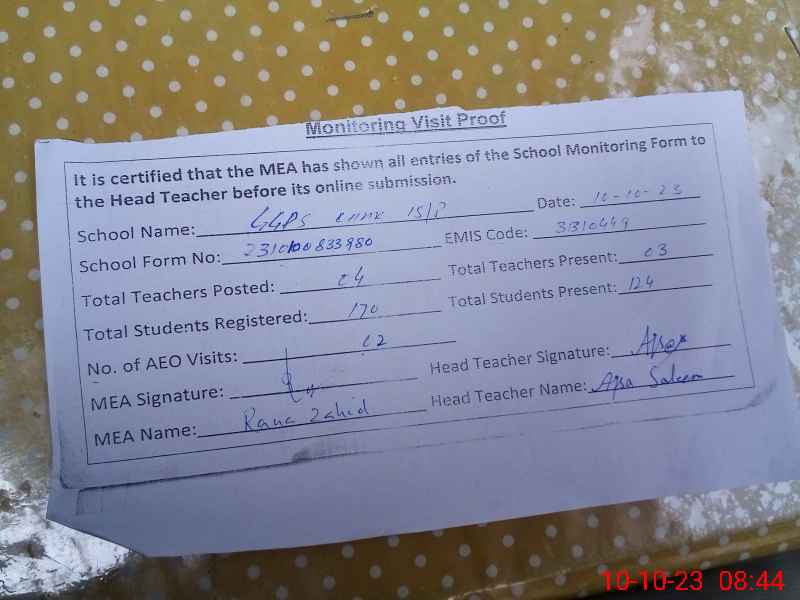 Monitoring Visit Proof
It is certified that the MEA has shown all entries of the School Monitoring Form to
the Head Teacher before its online submission.
School Name: GGPS 15/P Date: 10-10-23
School Form No: 2310100833980 EMIS Code: 3310449
Total Teachers Posted: 04 Total Teachers Present: 03
Total Students Registered: 170 Total Students Present: 124
No. of AEO Visits: 02
MEA Signature: Head Teacher Signature:
MEA Name: Rana Zahid Head Teacher Name: Saleem
10-10-23 08:44